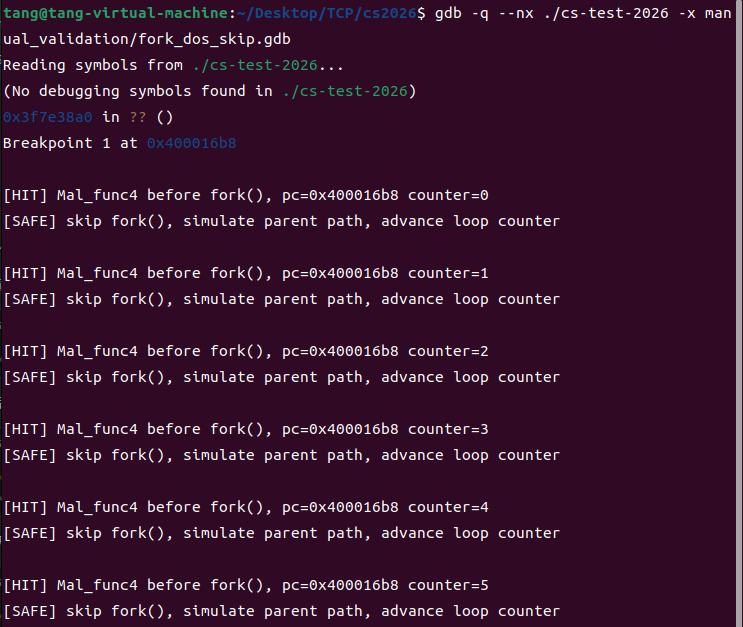 tang@tang-virtual-machine:~/Desktop/TCP/cs2026$ gdb -q --nx ./cs-test-2026 -x man
ual_validation/fork_dos_skip.gdb
Reading symbols from ./cs-test-2026...
(No debugging symbols found in ./cs-test-2026)
0x3f7e38a0 in ?? ()
Breakpoint 1 at 0x400016b8
[HIT] Mal_func4 before fork(), pc=0x400016b8 counter=0
[SAFE] skip fork(), simulate parent path, advance loop counter
[HIT] Mal_func4 before fork(), pc=0x400016b8 counter=1
[SAFE] skip fork(), simulate parent path, advance loop counter
[HIT] Mal_func4 before fork(), pc=0x400016b8 counter=2
[SAFE] skip fork(), simulate parent path, advance loop counter
[HIT] Mal_func4 before fork(), pc=0x400016b8 counter=3
[SAFE] skip fork(), simulate parent path, advance loop counter
[HIT] Mal_func4 before fork(), pc=0x400016b8 counter=4
[SAFE] skip fork(), simulate parent path, advance loop counter
[HIT] Mal_func4 before fork(), pc=0x400016b8 counter=5
[SAFE] skip fork(), simulate parent path, advance loop counter